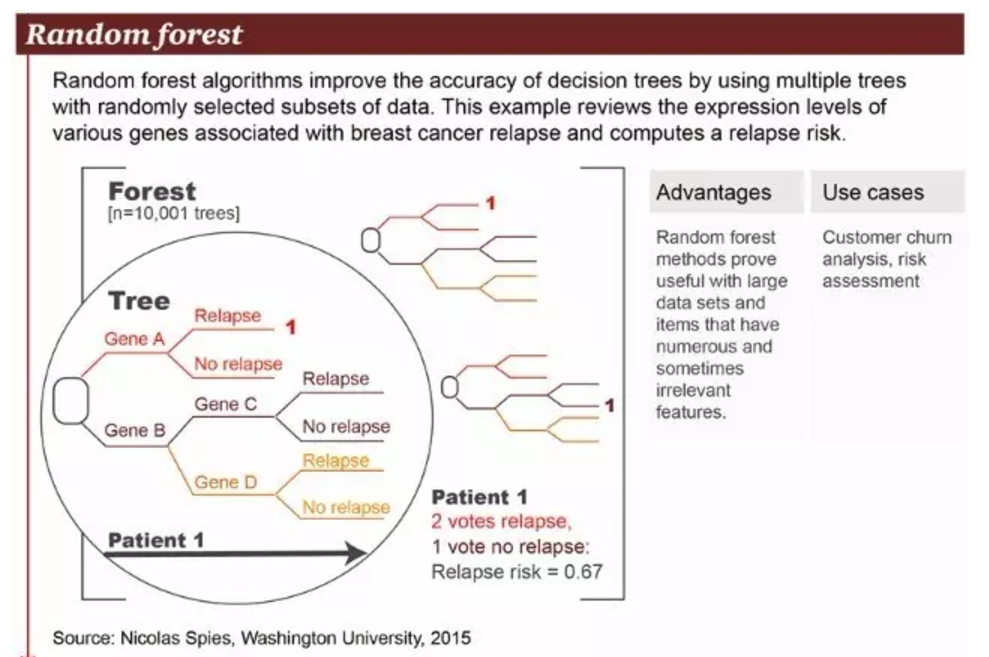 Random forest
Random forest algorithms improve the accuracy of decision trees by using multiple trees
with randomly selected subsets of data. This example reviews the expression levels of
various genes associated with breast cancer relapse and computes a relapse risk.
Forest
[n=10,001 trees]
1
Tree
Relapse
1
Gene A
No relapse
Relapse
Gene C
No relapse
Gene B
Relapse
Gene D
No relapse
Patient 1
1
Patient 1
2 votes relapse,
1 vote no relapse:
Relapse risk = 0.67
Advantages
Random forest
methods prove
useful with large
data sets and
items that have
numerous and
sometimes
irrelevant
features.
Use cases
Customer churn
analysis, risk
assessment
Source: Nicolas Spies, Washington University, 2015